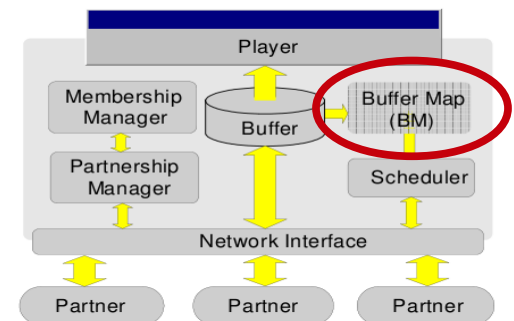 Player
Membership
Manager
Buffer
Buffer Map
(BM)
Partnership
Manager
Scheduler
Network Interface
Partner
Partner
Partner